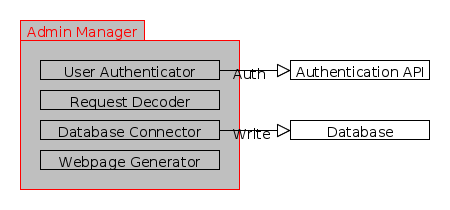 Admin Manager
User Authenticator
Auth
Authentication API
Request Decoder
Database Connector
Write
Database
Webpage Generator